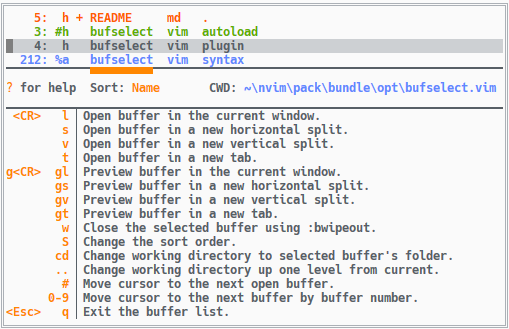 5: h + README md .
3: #h bufselect vim autoload
4: h bufselect vim plugin
212: %a bufselect vim syntax
? for help Sort: Name CWD: ~\nvim\pack\bundle\opt\bufselect.vim
<CR> l Open buffer in the current window.
s Open buffer in a new horizontal split.
v Open buffer in a new vertical split.
t Open buffer in a new tab.
g<CR> gl Preview buffer in the current window.
gs Preview buffer in a new horizontal split.
gv Preview buffer in a new vertical split.
gt Preview buffer in a new tab.
w Close the selected buffer using :bwipeout.
S Change the sort order.
cd Change working directory to selected buffer's folder.
.. Change working directory up one level from current.
# Move cursor to the next open buffer.
0-9 Move cursor to the next buffer by buffer number.
<Esc> q Exit the buffer list.